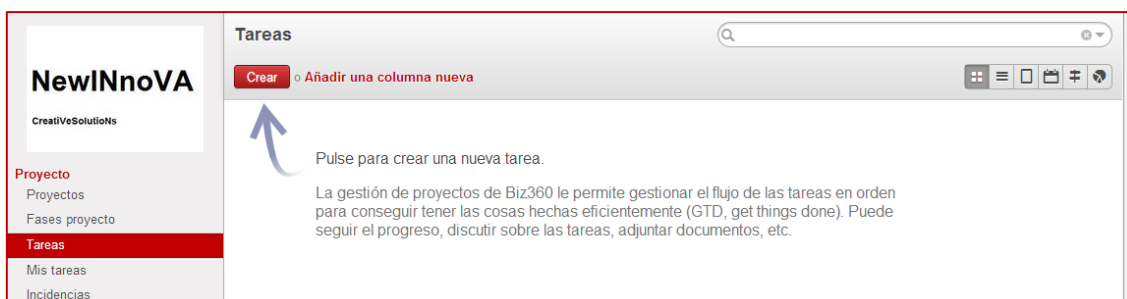 NewINnoVA
CreatiVeSolutioNs
Proyecto
Proyectos
Fases proyecto
Tareas
Mis tareas
Incidencias
Tareas
Crear o Añadir una columna nueva
Pulse para crear una nueva tarea.
La gestión de proyectos de Biz360 le permite gestionar el flujo de las tareas en orden
para conseguir tener las cosas hechas eficientemente (GTD, get things done). Puede
seguir el progreso, discutir sobre las tareas, adjuntar documentos, etc.